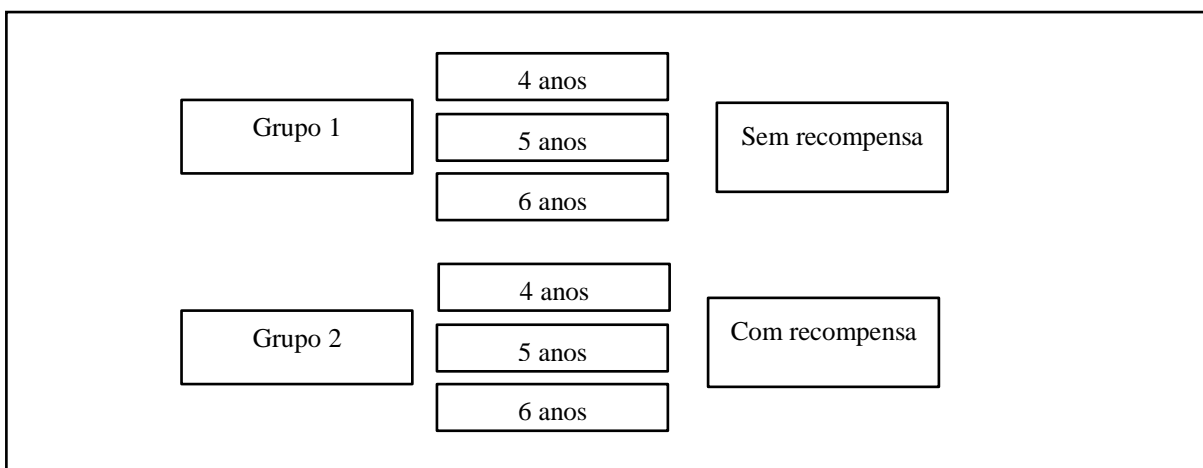 Grupo 1
4 anos
5 anos
6 anos
Sem recompensa
Grupo 2
4 anos
5 anos
6 anos
Com recompensa